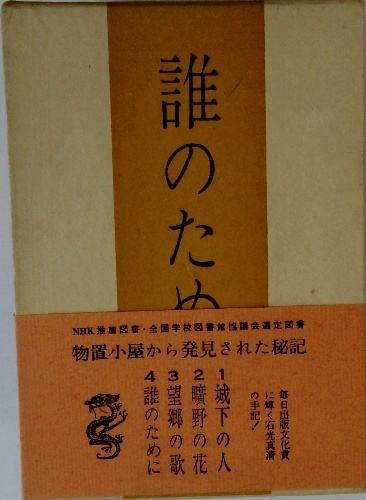 誰のため
NHK推薦図書・全国学校図書館協議会選定図書
物置小屋から発見された秘記
毎日出版文化賞
に輝く石光真清
の手記!
1 城下の人
2 曠野の花
3 望郷の歌
4 誰のために